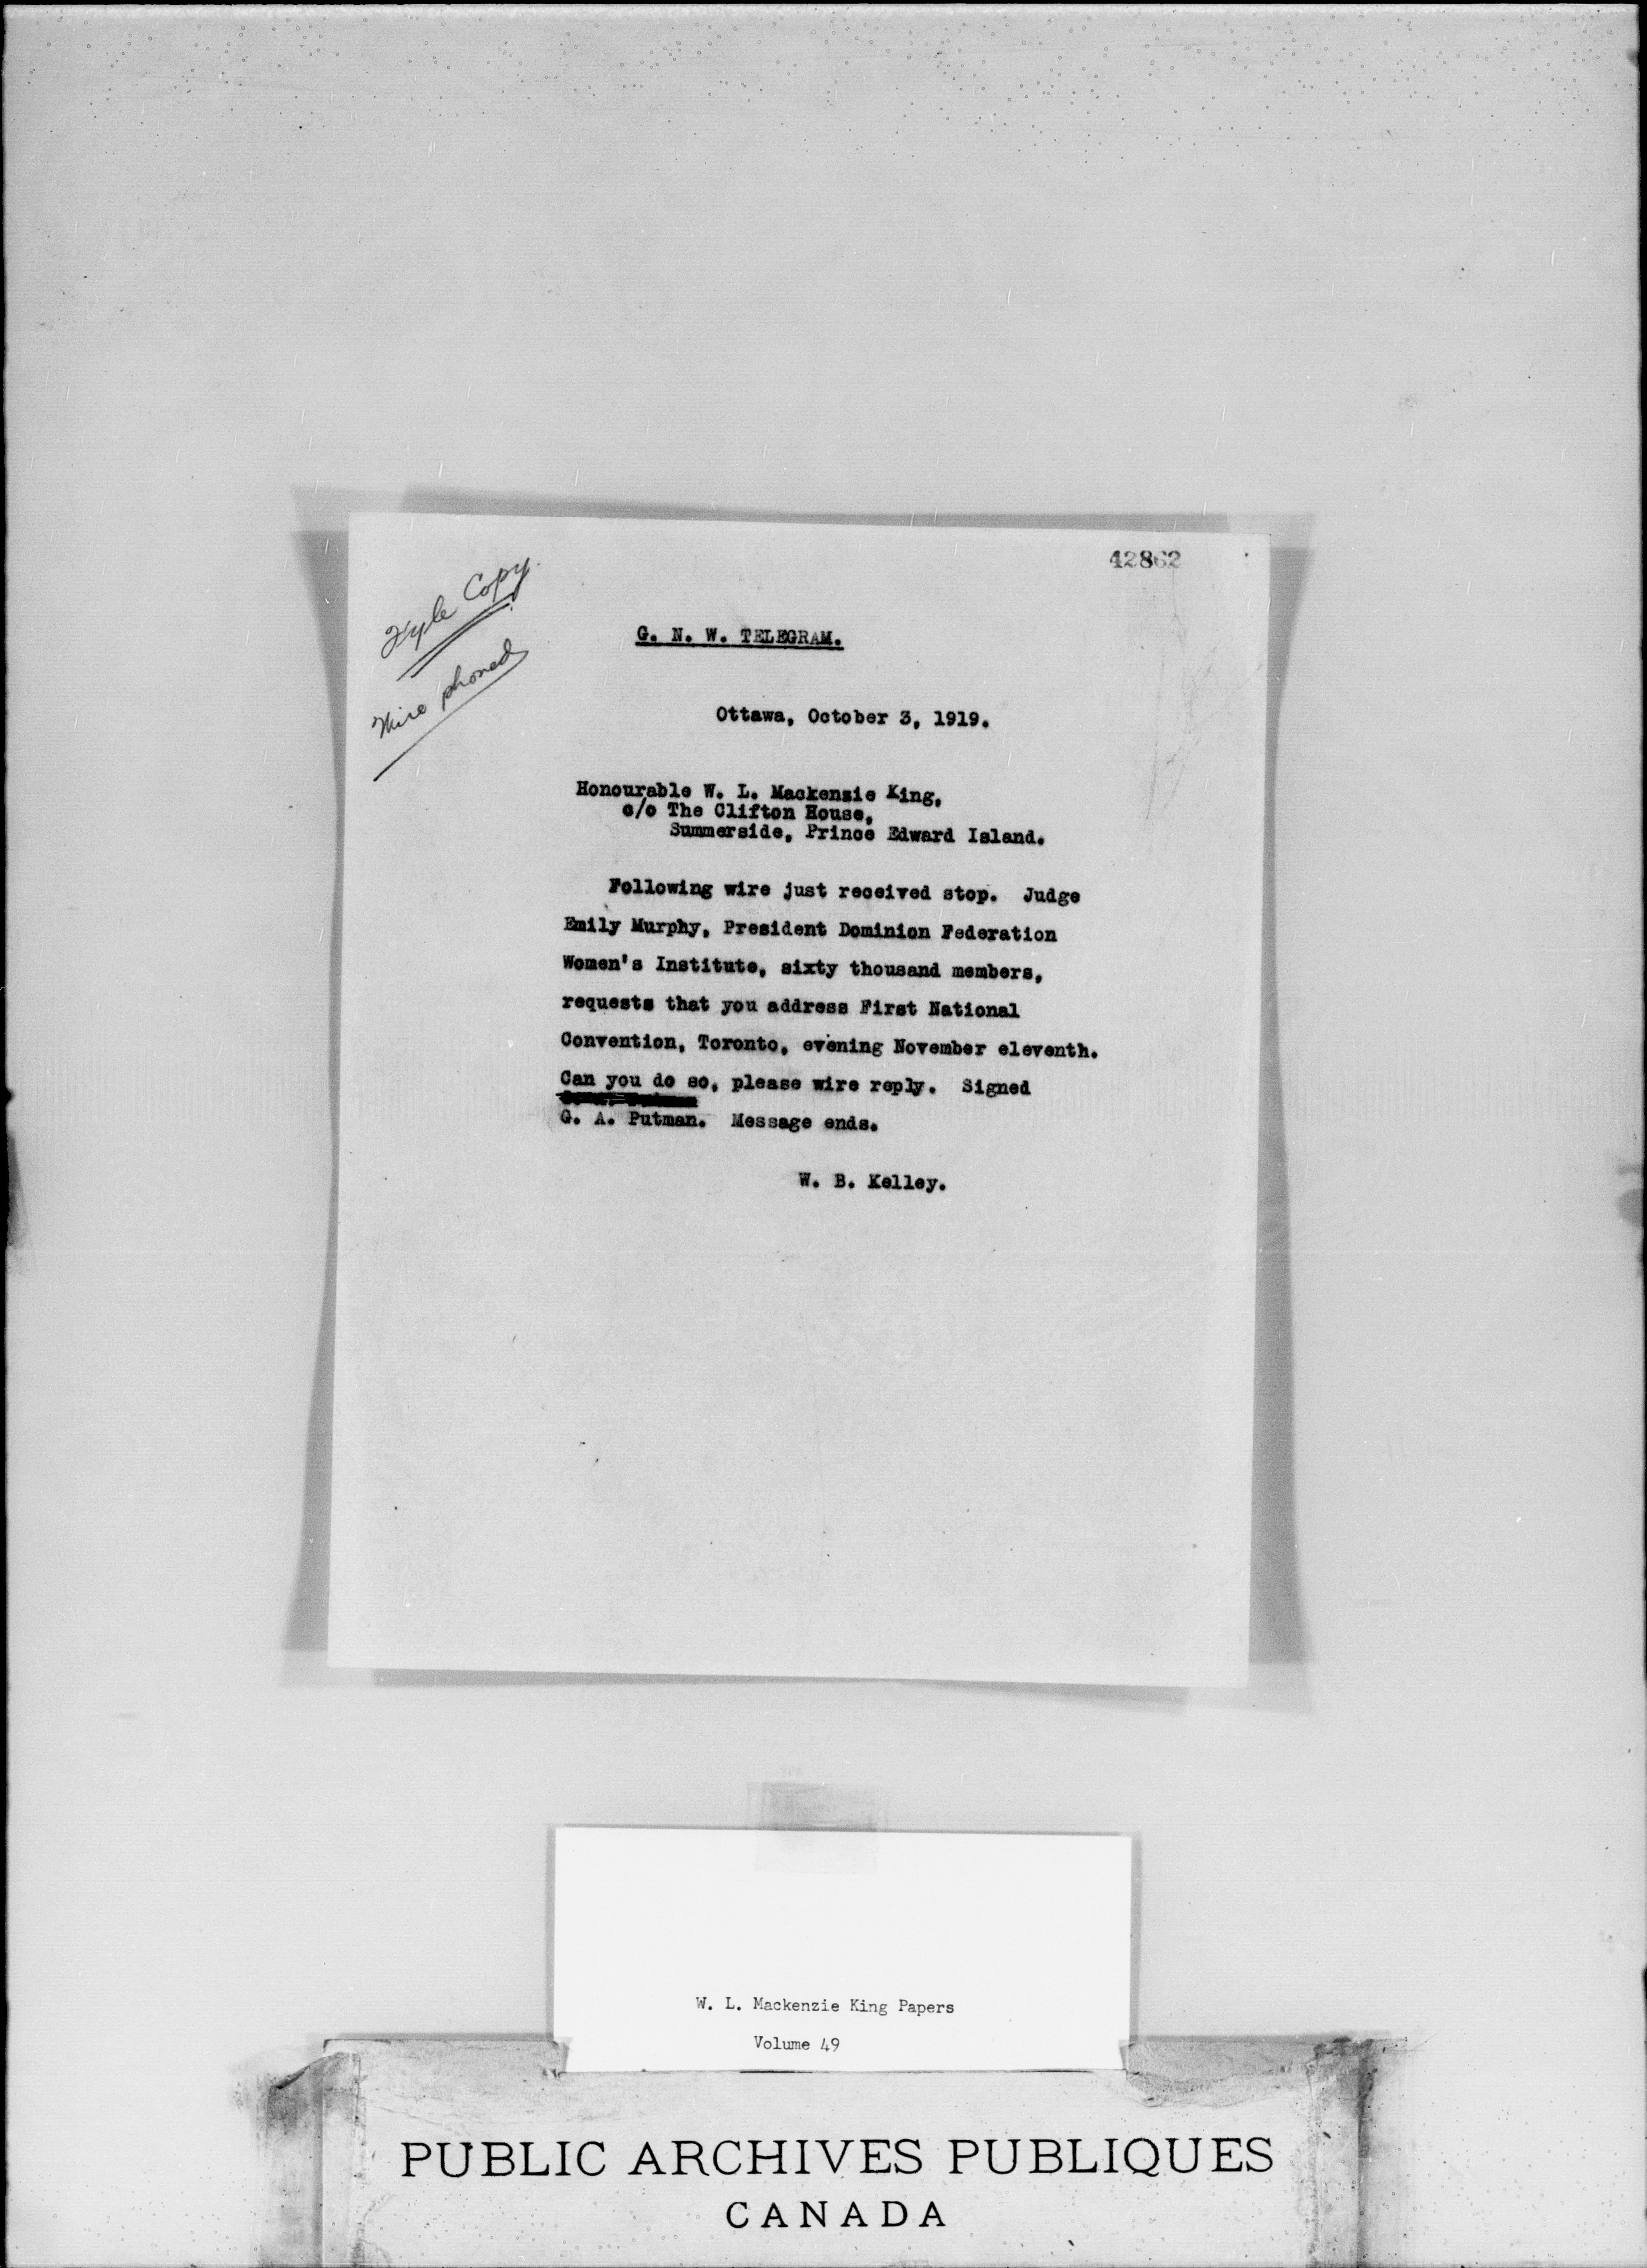 42862
Fyle Copy.
Wire phoned
G. N. W. TELEGRAM.
Ottawa, October 3, 1919.
Honourable W. L. Mackenzie King,
c/o The Clifton House,
Summerside, Prince Edward Island.
Following wire just received stop. Judge
Emily Murphy, President Dominion Federation
Women's Institute, sixty thousand members,
requests that you address First National
Convention, Toronto, evening November eleventh.
Can you do so, please wire reply. Signed
G. A. Putman. Message ends.
W. B. Kelley.
W. L. Mackenzie King Papers
Volume 49
PUBLIC ARCHIVES PUBLIQUES
CANADA